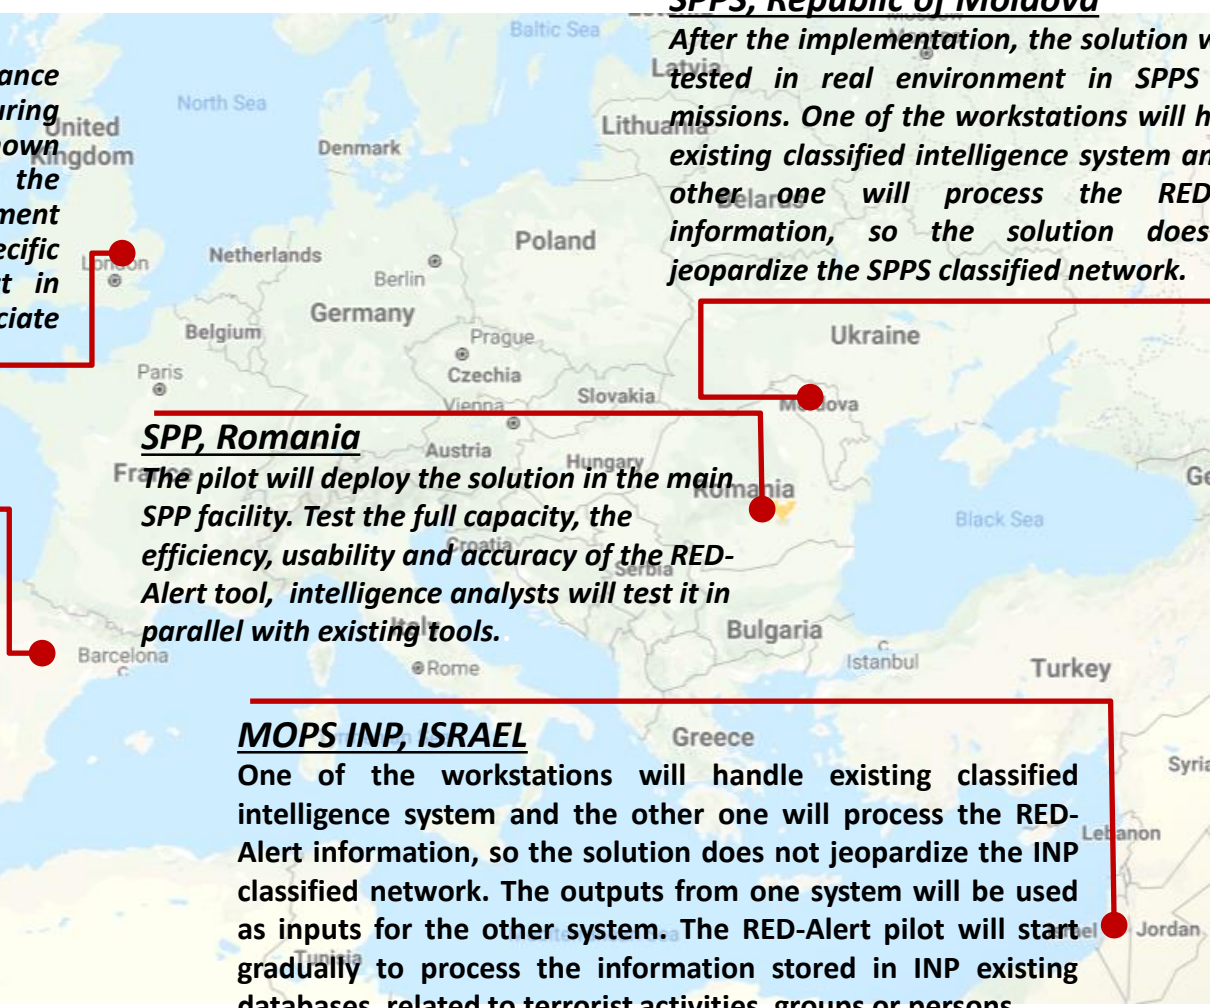 SPPS, Republic of Moldova
After the implementation, the solution w
tested in real environment in SPPS
missions. One of the workstations will h
existing classified intelligence system an
other one will process the RED
information, so the solution does
jeopardize the SPPS classified network.
ance
uring
own
the
ment
ecific
t in
ciate
SPP, Romania
The pilot will deploy the solution in the main
SPP facility. Test the full capacity, the
efficiency, usability and accuracy of the RED-
Alert tool, intelligence analysts will test it in
parallel with existing tools.
MOPS INP, ISRAEL
One of the workstations will handle existing classified
intelligence system and the other one will process the RED-
Alert information, so the solution does not jeopardize the INP
classified network. The outputs from one system will be used
as inputs for the other system. The RED-Alert pilot will start
gradually to process the information stored in INP existing
databases, related to terrorist activities, groups or persons
Baltic Sea
Latvia
North Sea
United
Kingdom
Denmark
Lithuania
Belarus
London
Netherlands
Berlin
Poland
Germany
Belgium
Prague
Ukraine
Paris
Czechia
Slovakia
Vienna
Moldova
Austria
Hungary
France
Romania
Croatia
Serbia
Black Sea
Ge
Italy
Bulgaria
Barcelona
Rome
Istanbul
Turkey
Greece
Syria
Lebanon
Israel
Jordan
Tunisia